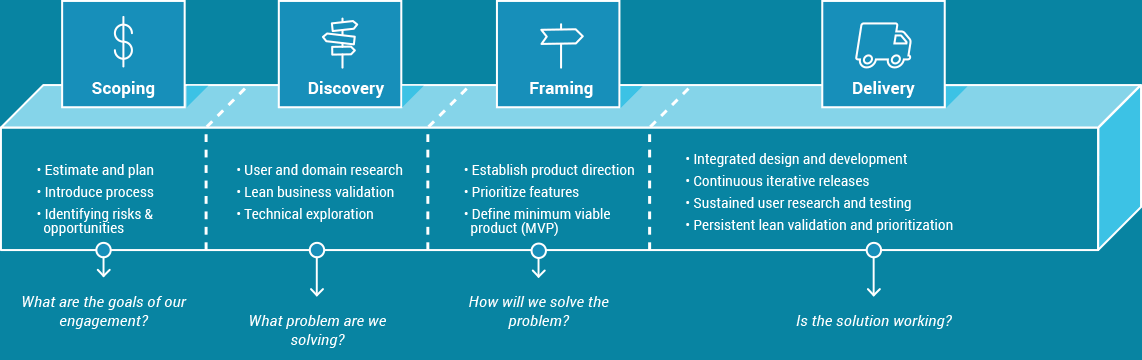 Scoping
Discovery
Framing
Delivery
• Estimate and plan
• Introduce process
• Identifying risks &
opportunities
• User and domain research
• Lean business validation
• Technical exploration
• Establish product direction
• Prioritize features
• Define minimum viable
product (MVP)
• Integrated design and development
• Continuous iterative releases
• Sustained user research and testing
• Persistent lean validation and prioritization
What are the goals of our
engagement?
What problem are we
solving?
How will we solve the
problem?
Is the solution working?